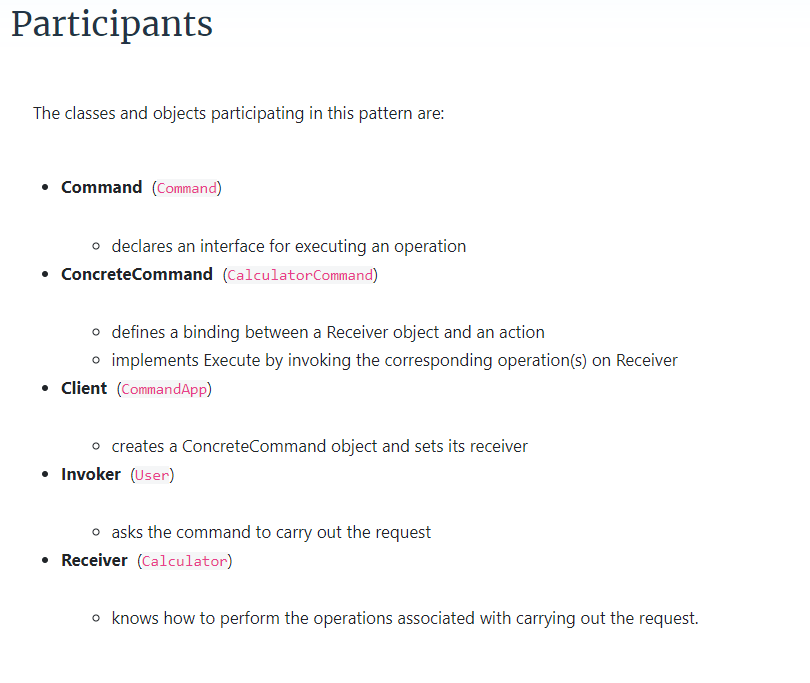 Participants
The classes and objects participating in this pattern are:
Command (Command)
declares an interface for executing an operation
ConcreteCommand (CalculatorCommand)
defines a binding between a Receiver object and an action
implements Execute by invoking the corresponding operation(s) on Receiver
Client (CommandApp)
creates a ConcreteCommand object and sets its receiver
Invoker (User)
asks the command to carry out the request
Receiver (Calculator)
knows how to perform the operations associated with carrying out the request.